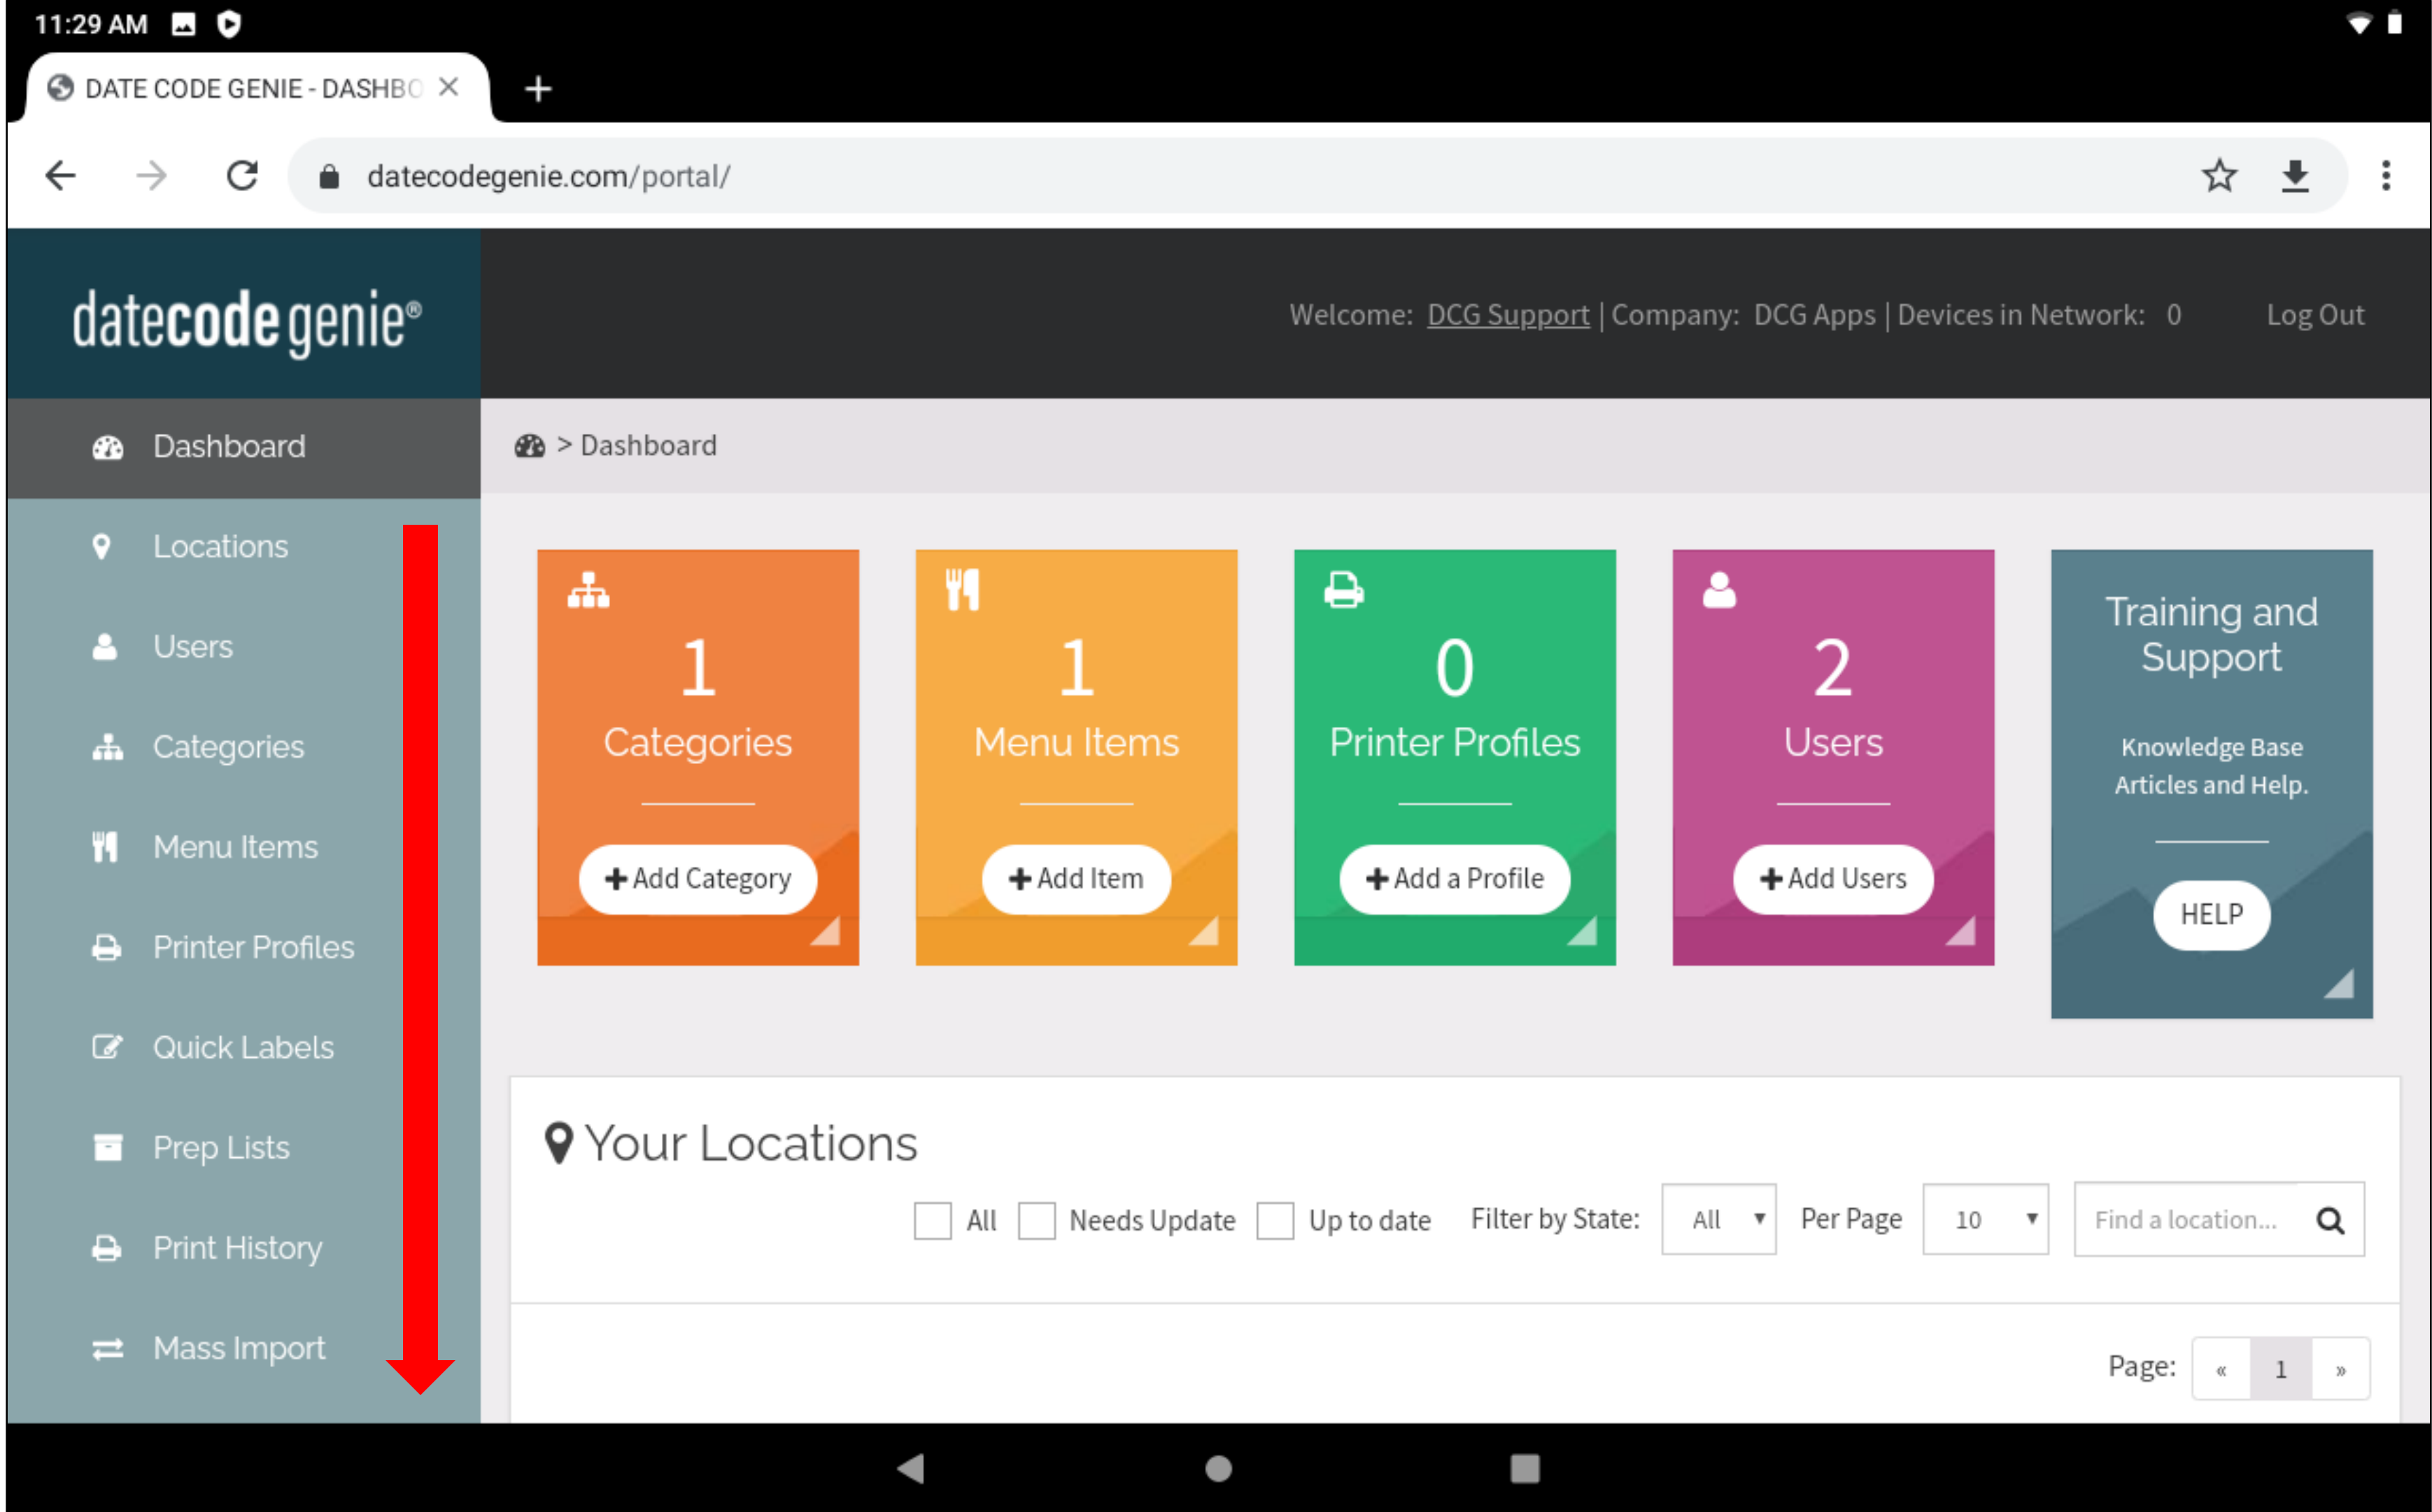 11:29 AM
DATE CODE GENIE - DASHBO
datecodegenie.com/portal/
datecode genie®
Welcome: DCG Support | Company: DCG Apps | Devices in Network: 0 Log Out
Dashboard
> Dashboard
Locations
Users
Categories
Menu Items
Printer Profiles
Quick Labels
Prep Lists
Print History
Mass Import
1
Categories
+ Add Category
1
Menu Items
+ Add Item
0
Printer Profiles
+ Add a Profile
2
Users
+ Add Users
Training and
Support
Knowledge Base
Articles and Help.
HELP
Your Locations
All Needs Update Up to date Filter by State: All Per Page 10 Find a location...
Page: « 1 »